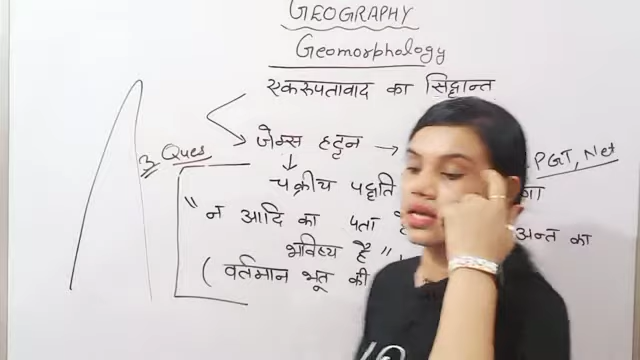 GEOGRAPHY
Geomorphology
एकरुपतावाद का सिद्धान्त
जेम्स हट्टन → PGT, Net
3 Ques
चक्रीय पद्धति
"न आदि का पता अन्त का
भविष्य है"
(वर्तमान भूत की